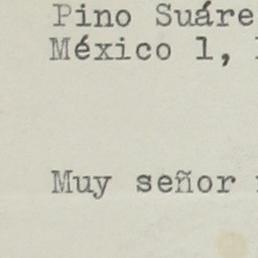 Pino Suáre
México 1,
Muy señor